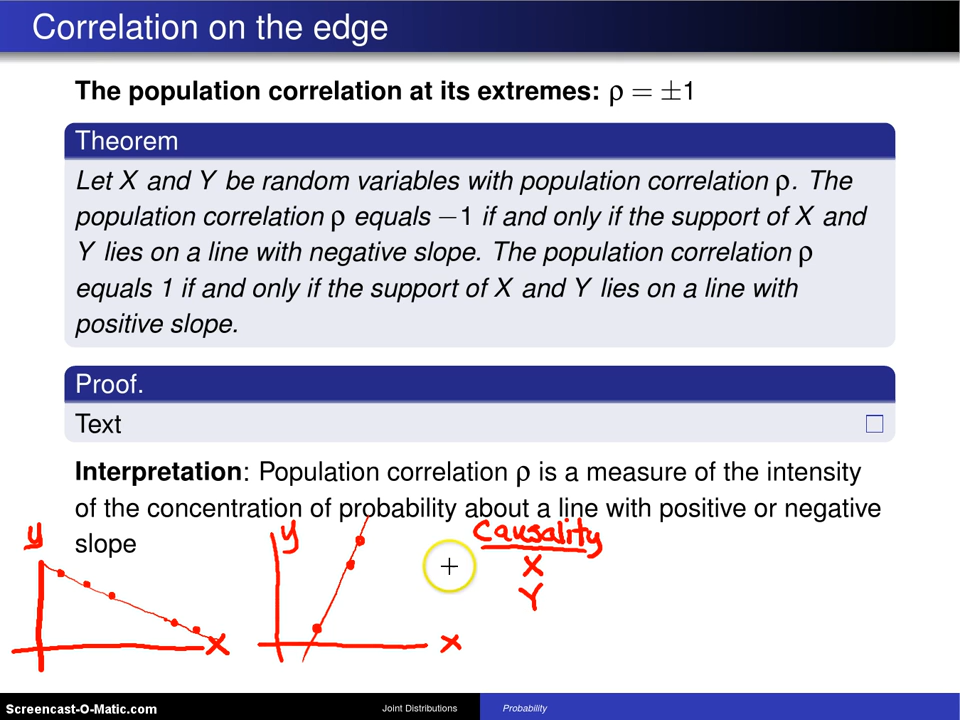 Correlation on the edge
The population correlation at its extremes: ρ = ±1
Theorem
Let X and Y be random variables with population correlation ρ. The
population correlation ρ equals −1 if and only if the support of X and
Y lies on a line with negative slope. The population correlation ρ
equals 1 if and only if the support of X and Y lies on a line with
positive slope.
Proof.
Text
Interpretation: Population correlation ρ is a measure of the intensity
of the concentration of probability about a line with positive or negative
slope
y
y
Causality
X
Y
x
x
Screencast-O-Matic.com
Joint Distributions
Probability